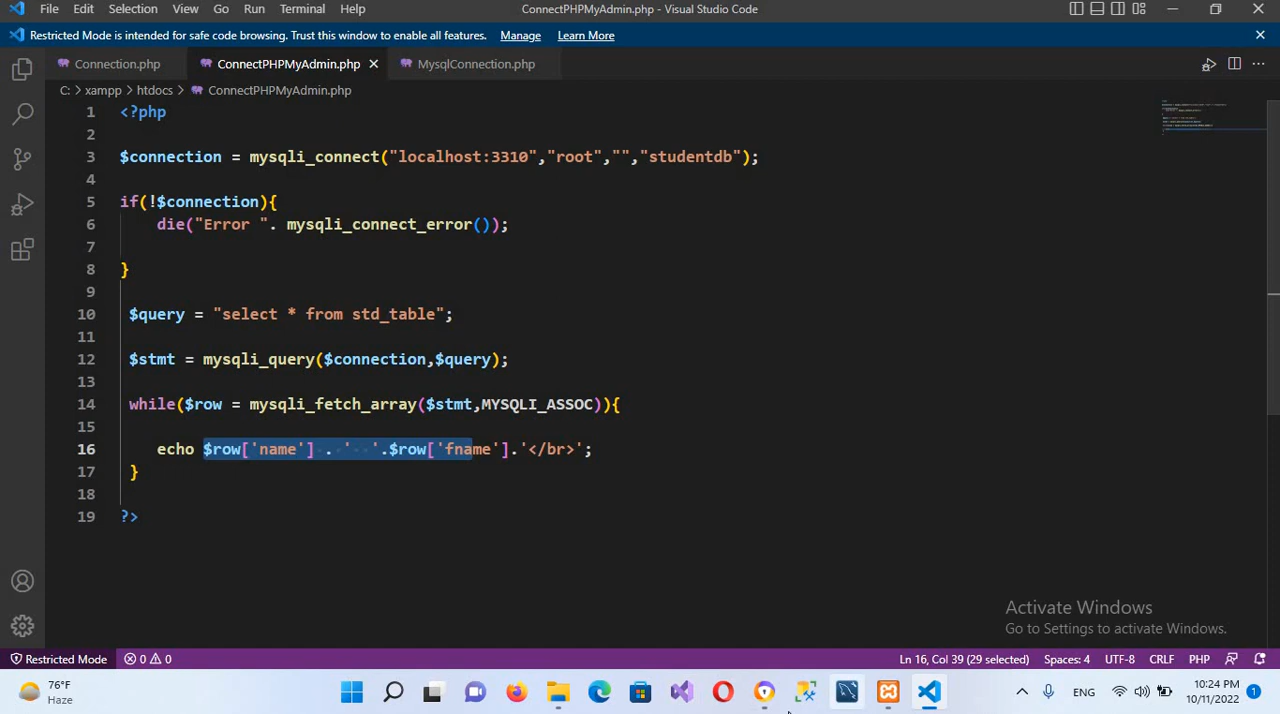 File Edit Selection View Go Run Terminal Help ConnectPHPMyAdmin.php - Visual Studio Code
Restricted Mode is intended for safe code browsing. Trust this window to enable all features. Manage Learn More
Connection.php ConnectPHPMyAdmin.php MysqlConnection.php
C: > xampp > htdocs > ConnectPHPMyAdmin.php
1 <?php
2
3 $connection = mysqli_connect("localhost:3310","root","","studentdb");
4
5 if(!$connection){
6 die("Error ". mysqli_connect_error());
7
8 }
9
10 $query = "select * from std_table";
11
12 $stmt = mysqli_query($connection,$query);
13
14 while($row = mysqli_fetch_array($stmt,MYSQLI_ASSOC)){
15
16 echo $row['name'] . '  '.$row['fname'].'</br>';
17 }
18
19 ?>
Activate Windows
Go to Settings to activate Windows.
Restricted Mode 0 0 Ln 16, Col 39 (29 selected) Spaces: 4 UTF-8 CRLF PHP
76°F
Haze
ENG
10:24 PM
10/11/2022
1